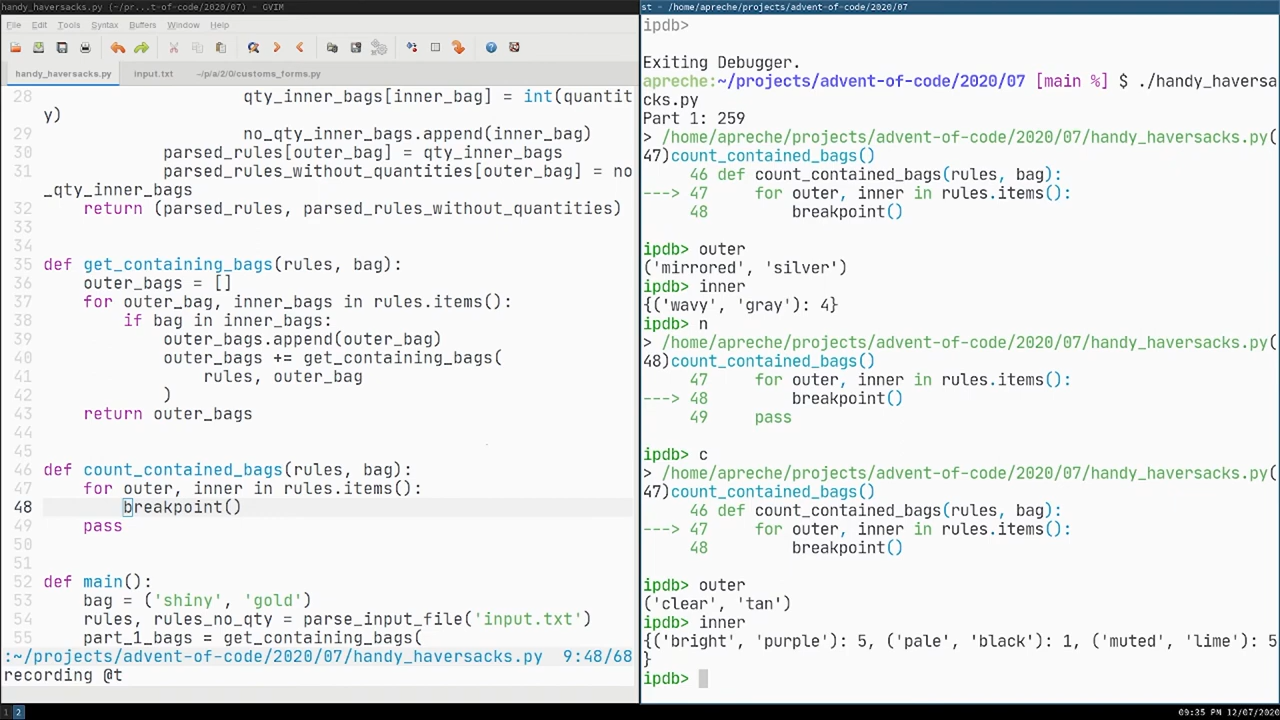 handy_haversacks.py (~/pr...t-of-code/2020/07) - GVIM
File Edit Tools Syntax Buffers Window Help
handy_haversacks.py input.txt ~/p/a/2/0/customs_forms.py
28 qty_inner_bags[inner_bag] = int(quantit
y)
29 no_qty_inner_bags.append(inner_bag)
30 parsed_rules[outer_bag] = qty_inner_bags
31 parsed_rules_without_quantities[outer_bag] = no
_qty_inner_bags
32 return (parsed_rules, parsed_rules_without_quantities)
33
34
35 def get_containing_bags(rules, bag):
36 outer_bags = []
37 for outer_bag, inner_bags in rules.items():
38 if bag in inner_bags:
39 outer_bags.append(outer_bag)
40 outer_bags += get_containing_bags(
41 rules, outer_bag
42 )
43 return outer_bags
44
45
46 def count_contained_bags(rules, bag):
47 for outer, inner in rules.items():
48 breakpoint()
49 pass
50
51
52 def main():
53 bag = ('shiny', 'gold')
54 rules, rules_no_qty = parse_input_file('input.txt')
55 part_1_bags = get_containing_bags(
:~/projects/advent-of-code/2020/07/handy_haversacks.py 9:48/68
recording @t
st - /home/apreche/projects/advent-of-code/2020/07
ipdb>
Exiting Debugger.
apreche:~/projects/advent-of-code/2020/07 [main %] $ ./handy_haversa
cks.py
Part 1: 259
> /home/apreche/projects/advent-of-code/2020/07/handy_haversacks.py(
47)count_contained_bags()
46 def count_contained_bags(rules, bag):
---> 47 for outer, inner in rules.items():
48 breakpoint()
ipdb> outer
('mirrored', 'silver')
ipdb> inner
{('wavy', 'gray'): 4}
ipdb> n
> /home/apreche/projects/advent-of-code/2020/07/handy_haversacks.py(
48)count_contained_bags()
47 for outer, inner in rules.items():
---> 48 breakpoint()
49 pass
ipdb> c
> /home/apreche/projects/advent-of-code/2020/07/handy_haversacks.py(
47)count_contained_bags()
46 def count_contained_bags(rules, bag):
---> 47 for outer, inner in rules.items():
48 breakpoint()
ipdb> outer
('clear', 'tan')
ipdb> inner
{('bright', 'purple'): 5, ('pale', 'black'): 1, ('muted', 'lime'): 5
}
ipdb>
1 2
09:35 PM 12/07/2020